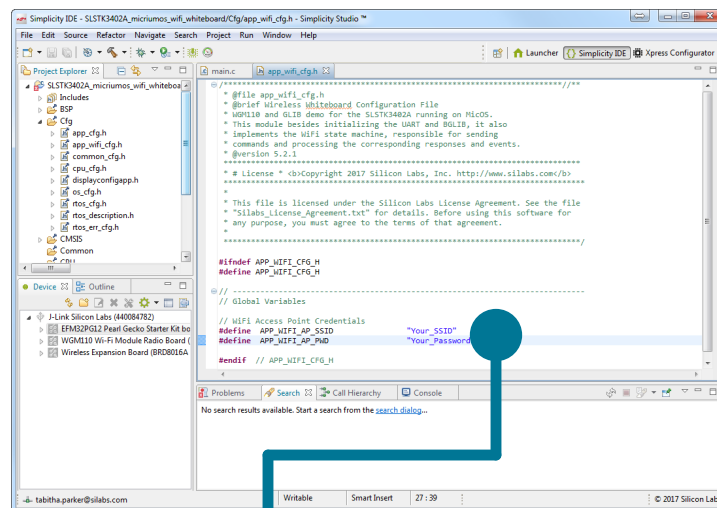 Simplicity IDE - SLSTK3402A_micriumos_wifi_whiteboard/Cfg/app_wifi_cfg.h - Simplicity Studio ™
File Edit Source Refactor Navigate Search Project Run Window Help
Launcher Simplicity IDE Xpress Configurator
Project Explorer
main.c app_wifi_cfg.h
SLSTK3402A_micriumos_wifi_whiteboa
Includes
BSP
Cfg
app_cfg.h
app_wifi_cfg.h
common_cfg.h
cpu_cfg.h
displayconfigapp.h
os_cfg.h
rtos_cfg.h
rtos_description.h
rtos_err_cfg.h
CMSIS
Common
CPU
/***************************************************************************//**
* @file app_wifi_cfg.h
* @brief Wireless Whiteboard Configuration File
* WGM110 and GLIB demo for the SLSTK3402A running on MicOS.
* This module besides initializing the UART and BGLIB, it also
* implements the WiFi state machine, responsible for sending
* commands and processing the corresponding responses and events.
* @version 5.2.1
*******************************************************************************
* # License * <b>Copyright 2017 Silicon Labs, Inc. http://www.silabs.com</b>
*******************************************************************************
*
* This file is licensed under the Silicon Labs License Agreement. See the file
* "Silabs_License_Agreement.txt" for details. Before using this software for
* any purpose, you must agree to the terms of that agreement.
*
******************************************************************************/
#ifndef APP_WIFI_CFG_H
#define APP_WIFI_CFG_H
// -----------------------------------------------------------------------------
// Global Variables
// WiFi Access Point Credentials
#define APP_WIFI_AP_SSID "Your_SSID"
#define APP_WIFI_AP_PWD "Your_Password
#endif // APP_WIFI_CFG_H
Device Outline
J-Link Silicon Labs (440084782)
EFM32PG12 Pearl Gecko Starter Kit bo
WGM110 Wi-Fi Module Radio Board (
Wireless Expansion Board (BRD8016A
Problems Search Call Hierarchy Console
No search results available. Start a search from the search dialog...
tabitha.parker@silabs.com Writable Smart Insert 27 : 39 © 2017 Silicon Lab